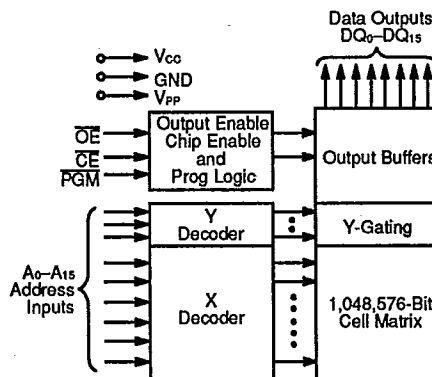 Data Outputs
DQ0–DQ15
VCC
GND
VPP
OE
CE
PGM
Output Enable
Chip Enable
and
Prog Logic
Output Buffers
Y
Decoder
Y-Gating
A0–A15
Address
Inputs
X
Decoder
1,048,576-Bit
Cell Matrix